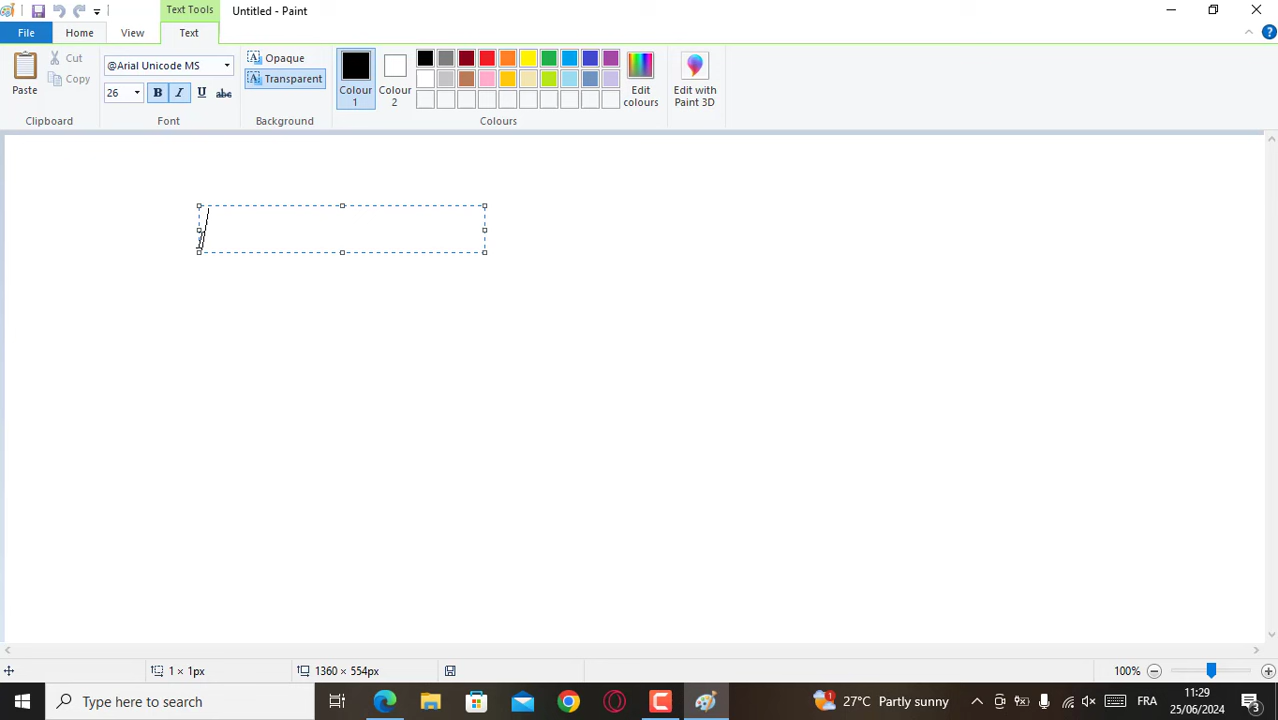 Text Tools
Untitled - Paint
File
Home
View
Text
Paste
Cut
Copy
Clipboard
@Arial Unicode MS
26
B I U abc
Font
Opaque
Transparent
Background
Colour 1
Colour 2
Edit colours
Colours
Edit with Paint 3D
1 × 1px
1360 × 554px
100%
Type here to search
1
27°C Partly sunny
FRA
11:29
25/06/2024
3